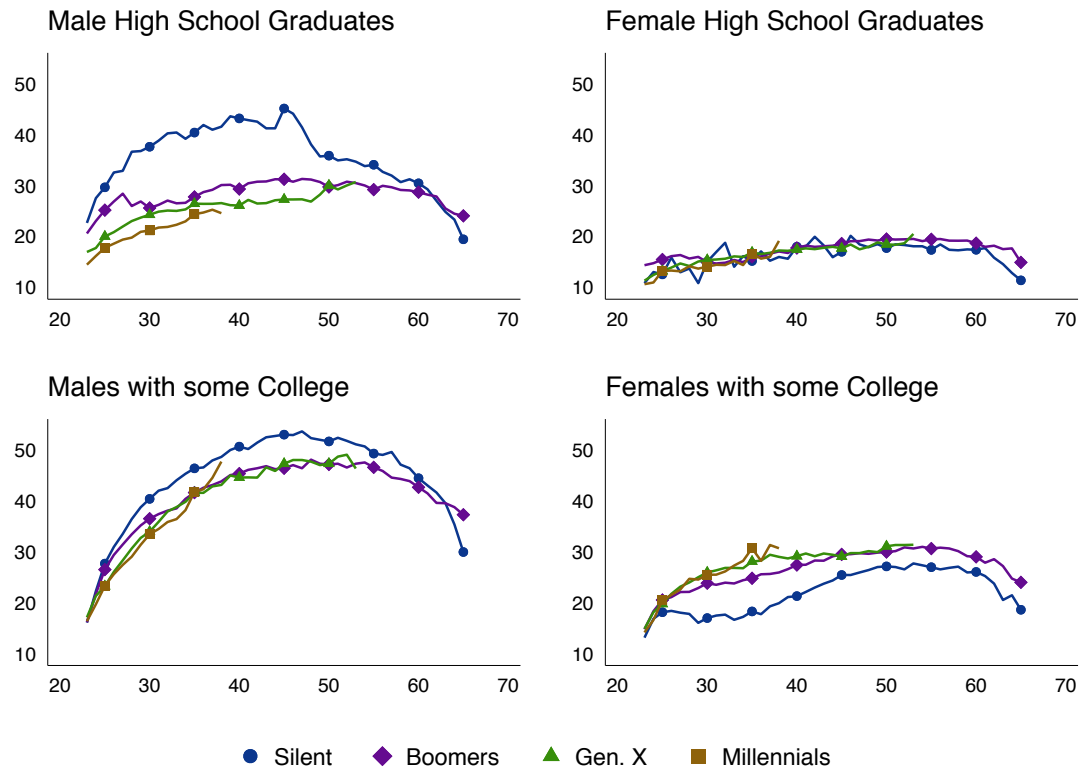 Male High School Graduates
50
40
30
20
10
20 30 40 50 60 70
Female High School Graduates
50
40
30
20
10
20 30 40 50 60 70
Males with some College
50
40
30
20
10
20 30 40 50 60 70
Females with some College
50
40
30
20
10
20 30 40 50 60 70
Silent Boomers Gen. X Millennials